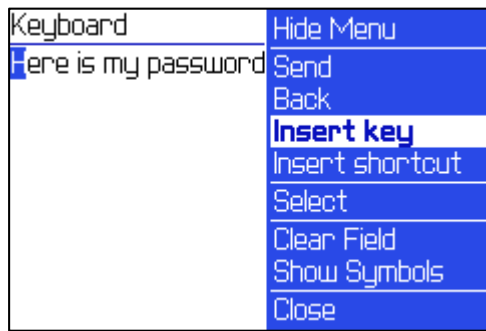 Keyboard
Here is my password
Hide Menu
Send
Back
Insert key
Insert shortcut
Select
Clear Field
Show Symbols
Close